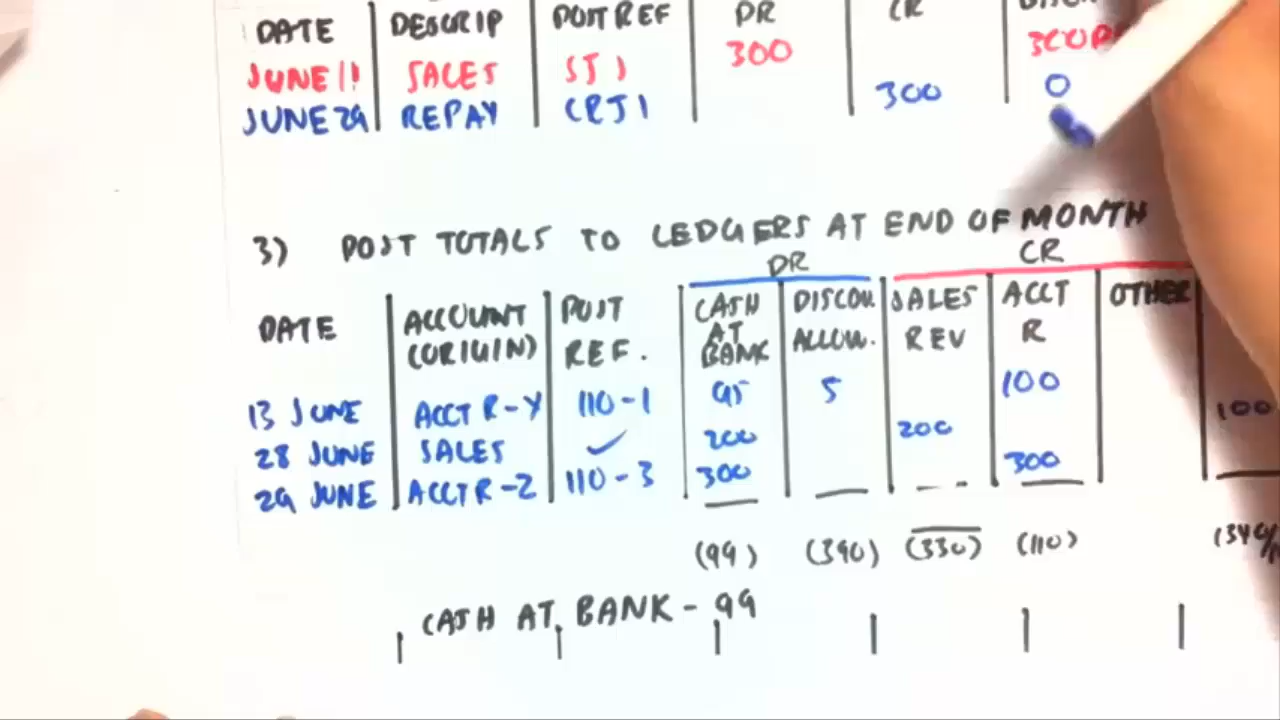 DATE DESCRIP POST REF DR CR
JUNE 11 SALES SJ1 300 300DR
JUNE 29 REPAY CRJ1 300 0
3) POST TOTALS TO LEDGERS AT END OF MONTH
DR CR
DATE ACCOUNT (ORIGIN) POST REF. CASH AT BANK DISCOU. ALLOW. SALES REV ACCT R OTHER
13 JUNE ACCT R-Y 110-1 95 5 100 100
28 JUNE SALES ✓ 200 200
29 JUNE ACCT R-Z 110-3 300 300
(99) (390) (330) (110)
CASH AT BANK - 99